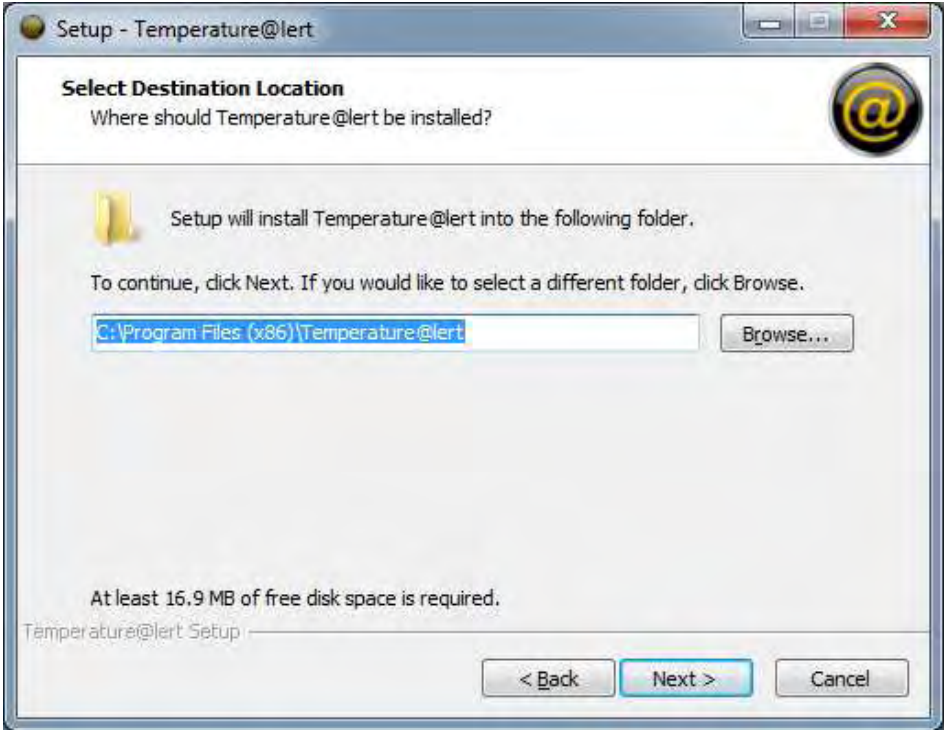 Setup - Temperature@lert
Select Destination Location
Where should Temperature@lert be installed?
@
Setup will install Temperature@lert into the following folder.
To continue, click Next. If you would like to select a different folder, click Browse.
C:\Program Files (x86)\Temperature@lert
Browse...
At least 16.9 MB of free disk space is required.
Temperature@lert Setup
< Back
Next >
Cancel